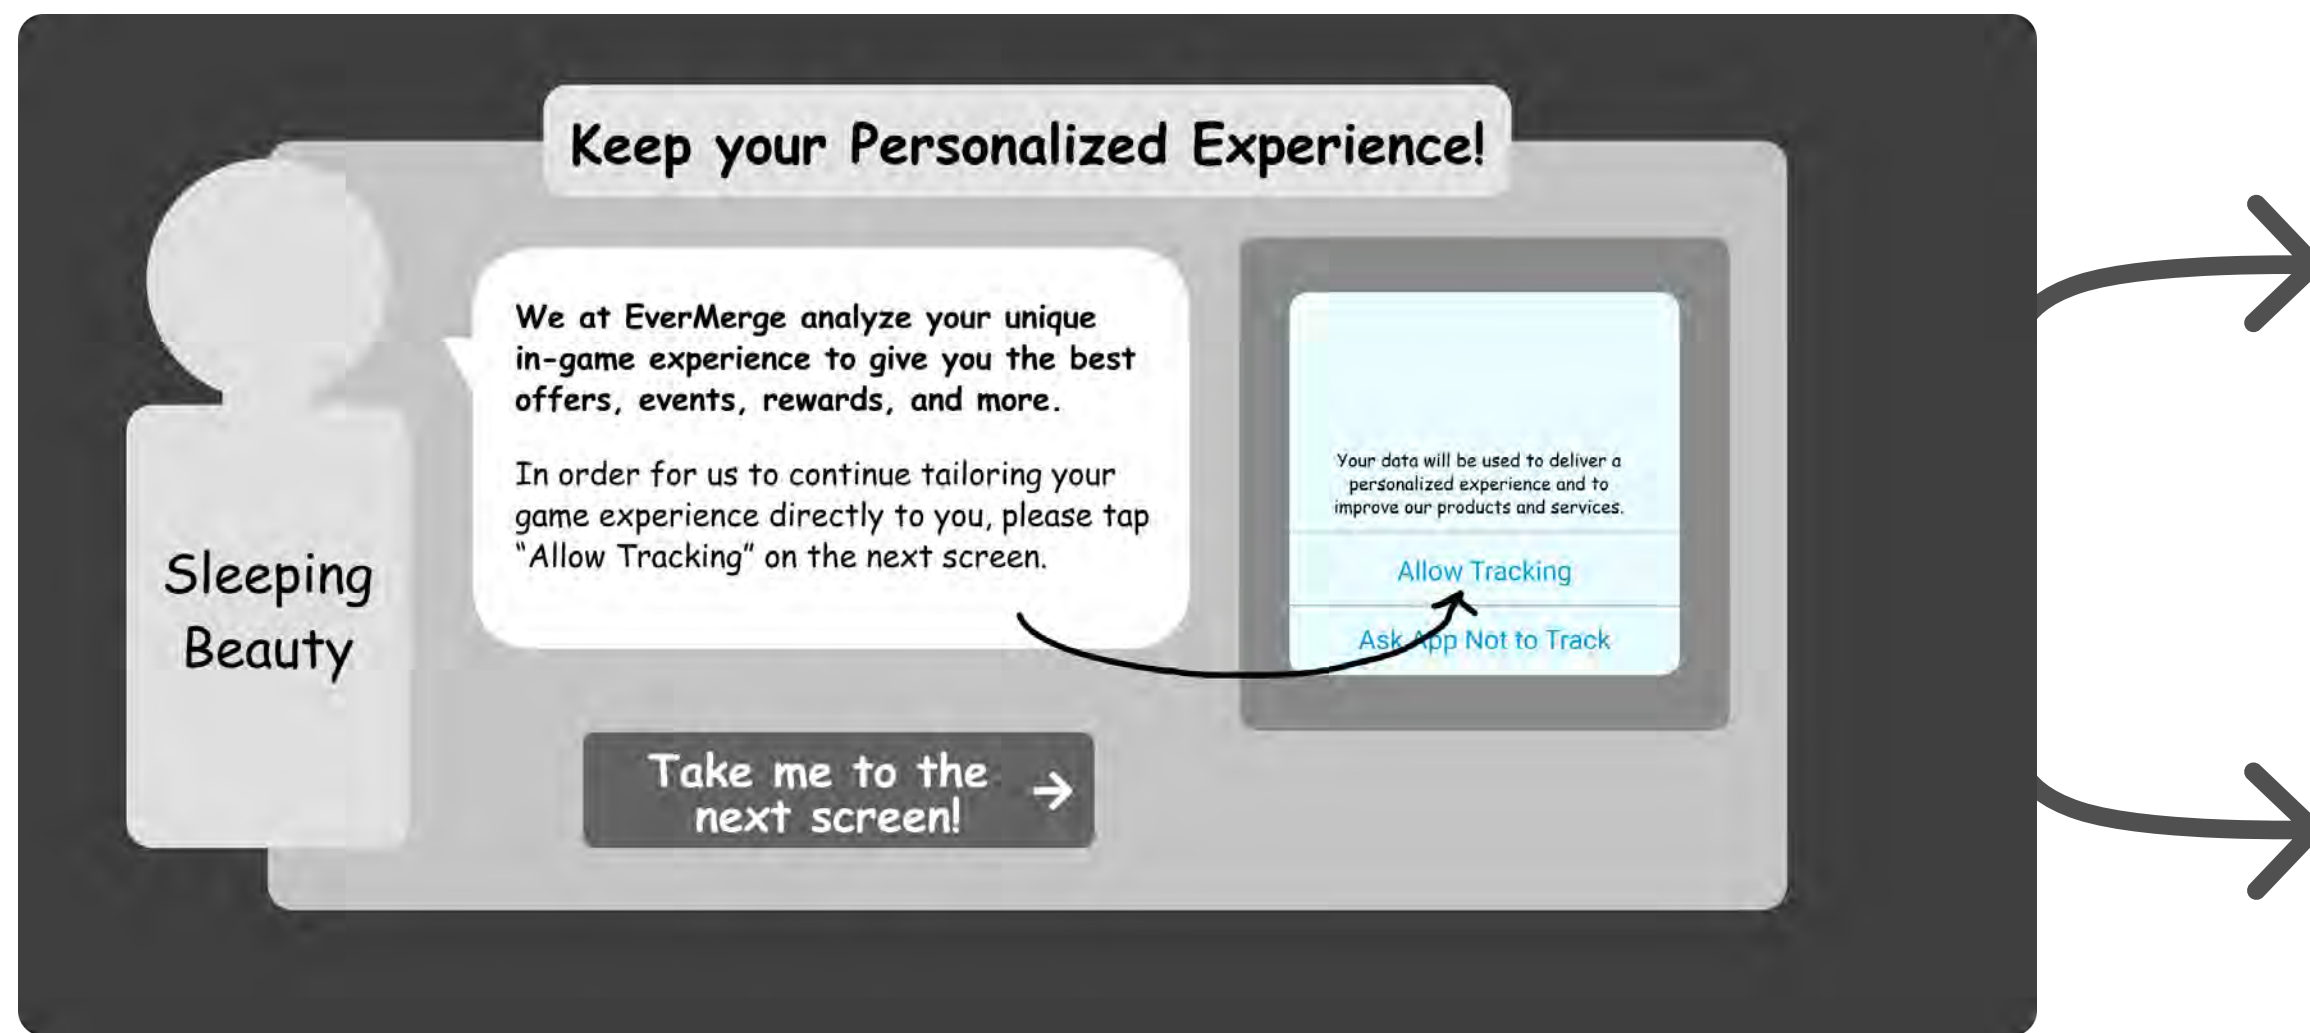 Keep your Personalized Experience!
We at EverMerge analyze your unique
in-game experience to give you the best
offers, events, rewards, and more.
In order for us to continue tailoring your
game experience directly to you, please tap
“Allow Tracking” on the next screen.
Your data will be used to deliver a
personalized experience and to
improve our products and services.
Allow Tracking
Ask App Not to Track
Sleeping
Beauty
Take me to the
next screen!